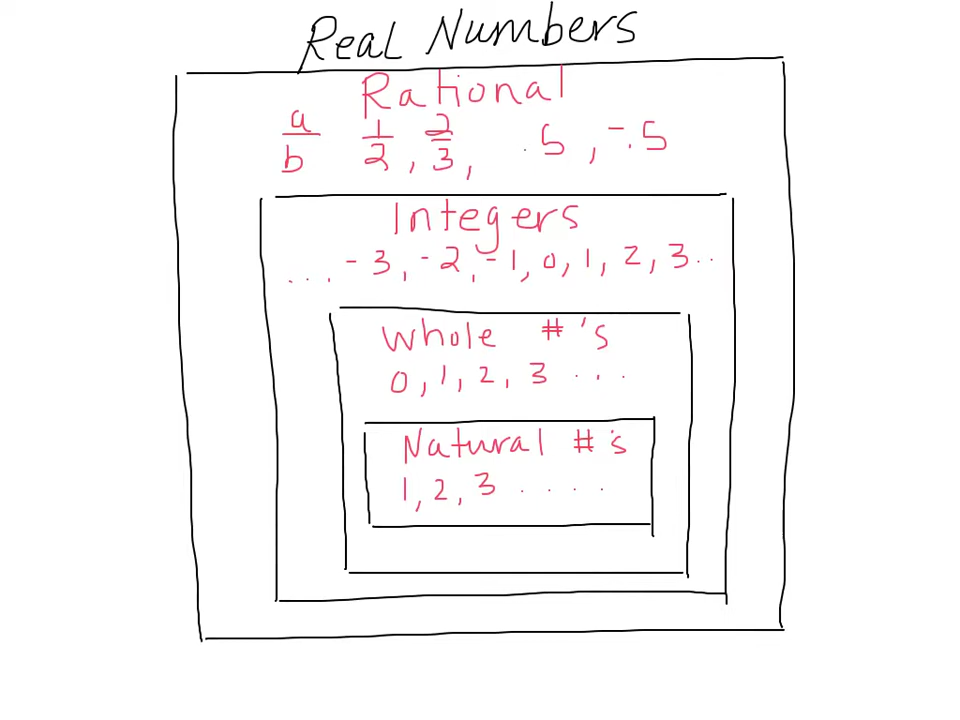 Real Numbers
Rational
a/b 1/2, 2/3, .5, -.5
Integers
... -3, -2, -1, 0, 1, 2, 3..
Whole #'s
0, 1, 2, 3 ...
Natural #'s
1, 2, 3 ....